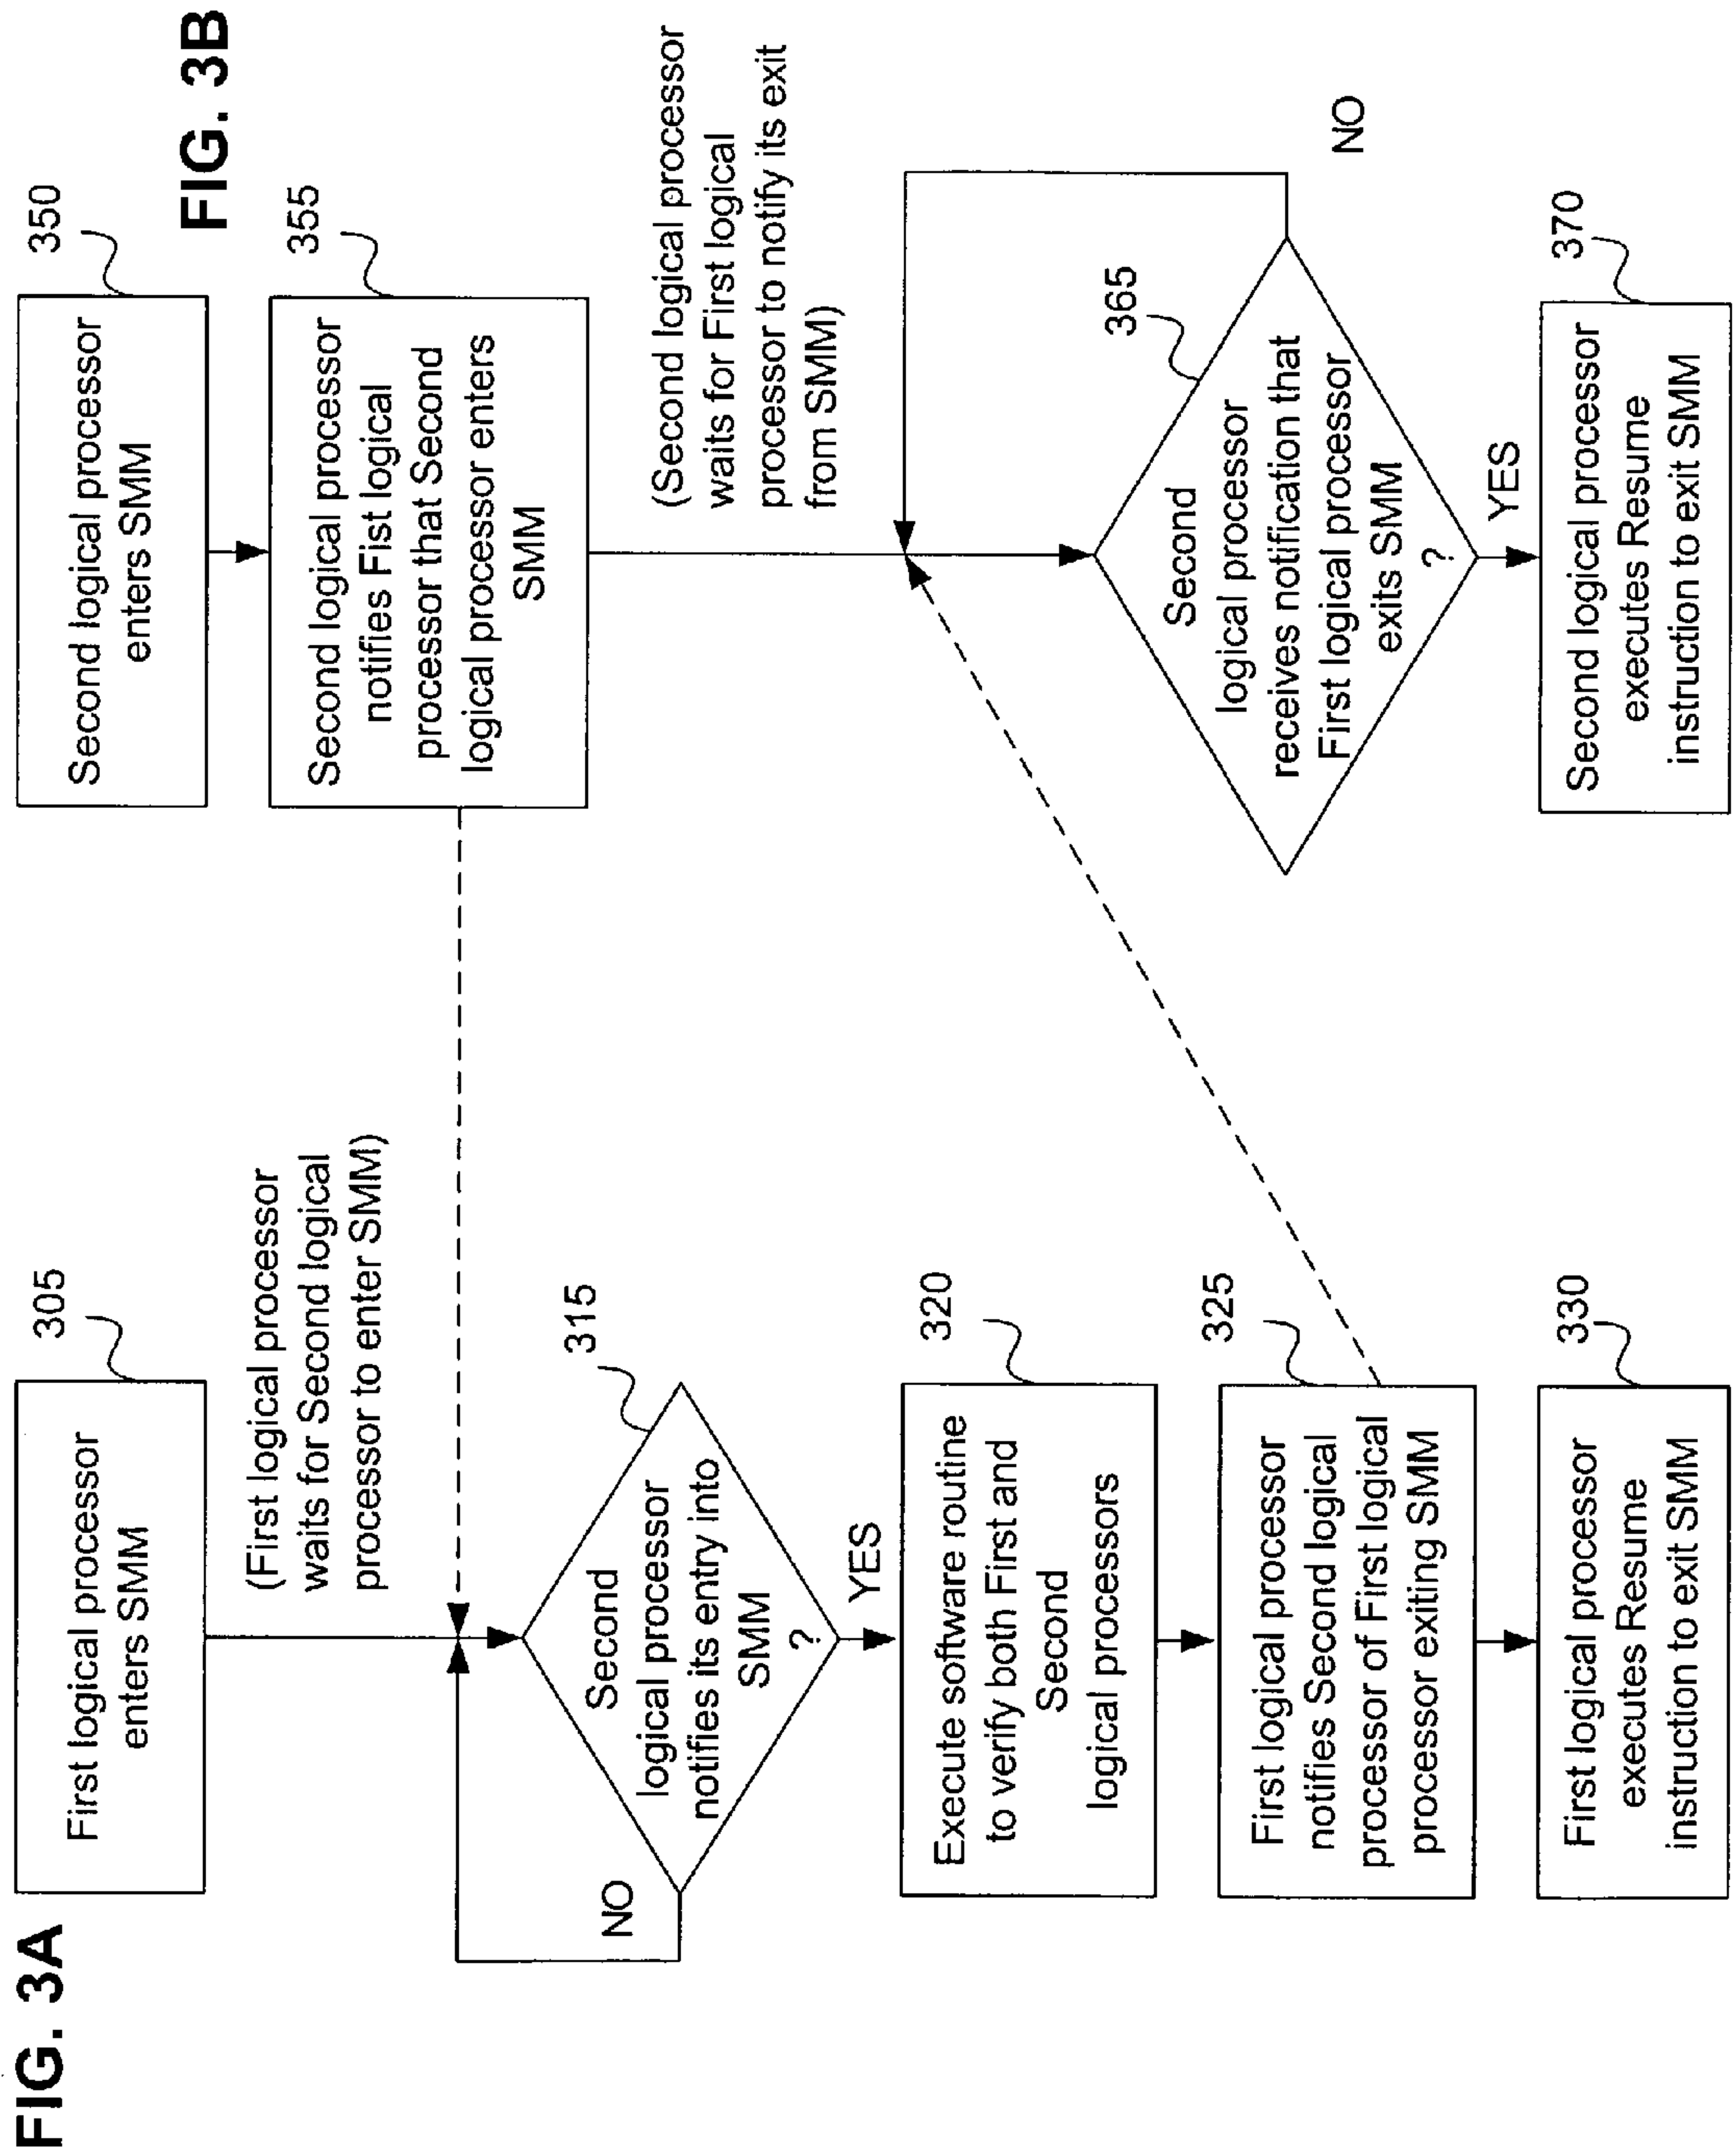 FIG. 3A
305
First logical processor
enters SMM
(First logical processor
waits for Second logical
processor to enter SMM)
315
Second
logical processor
notifies its entry into
SMM
?
NO
YES
320
Execute software routine
to verify both First and
Second
logical processors
325
First logical processor
notifies Second logical
processor of First logical
processor exiting SMM
330
First logical processor
executes Resume
instruction to exit SMM
FIG. 3B
350
Second logical processor
enters SMM
355
Second logical processor
notifies Fist logical
processor that Second
logical processor enters
SMM
(Second logical processor
waits for First logical
processor to notify its exit
from SMM)
365
Second
logical processor
receives notification that
First logical processor
exits SMM
?
NO
YES
370
Second logical processor
executes Resume
instruction to exit SMM